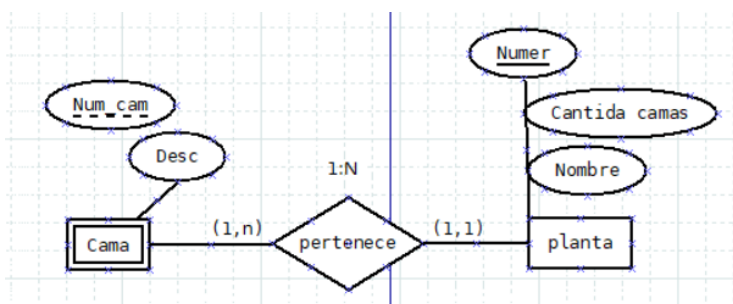 Numer
Num_cam
Cantida camas
Desc
Nombre
1:N
(1,n)
(1,1)
Cama
pertenece
planta